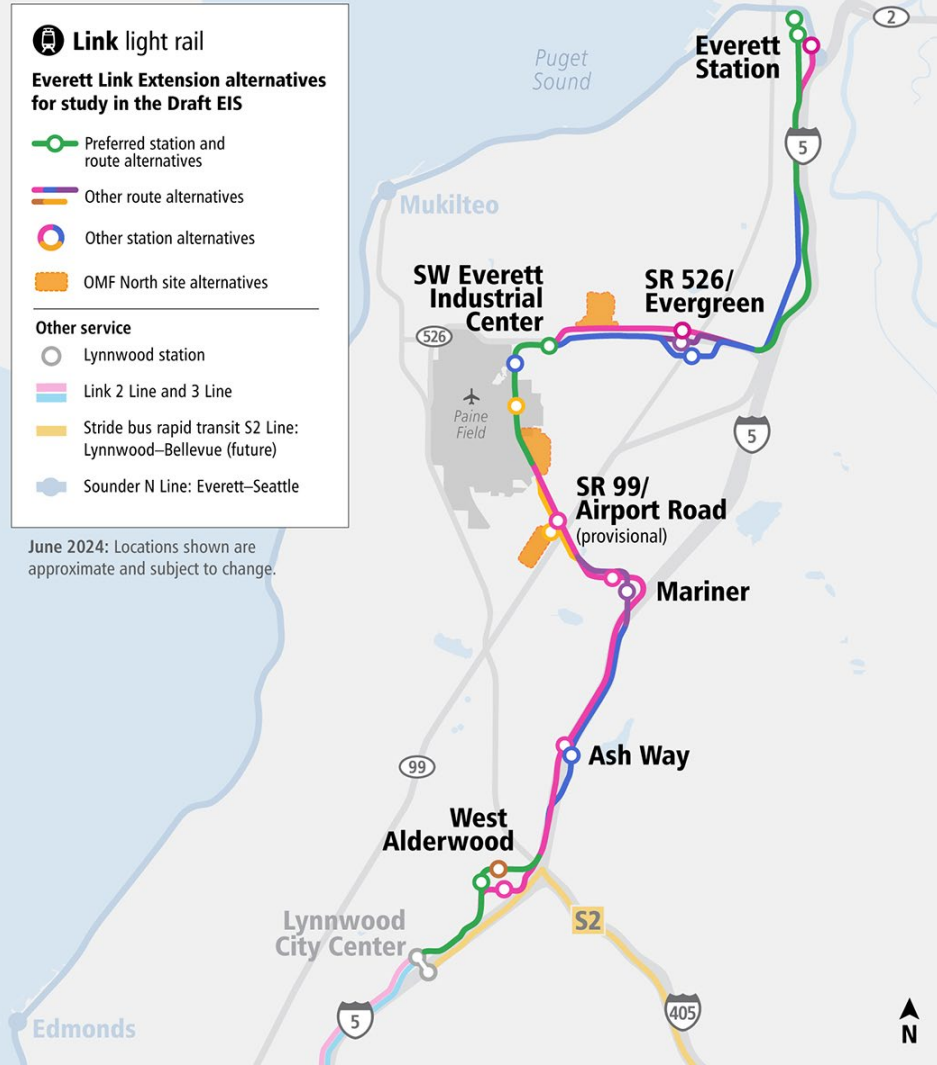 Link light rail
Everett Link Extension alternatives
for study in the Draft EIS
Preferred station and
route alternatives
Other route alternatives
Other station alternatives
OMF North site alternatives
Other service
Lynnwood station
Link 2 Line and 3 Line
Stride bus rapid transit S2 Line:
Lynnwood–Bellevue (future)
Sounder N Line: Everett–Seattle
June 2024: Locations shown are
approximate and subject to change.
Puget
Sound
Everett
Station
2
5
Mukilteo
SW Everett
Industrial
Center
SR 526/
Evergreen
526
Paine
Field
5
SR 99/
Airport Road
(provisional)
Mariner
Ash Way
99
West
Alderwood
Lynnwood
City Center
S2
5
405
Edmonds
N